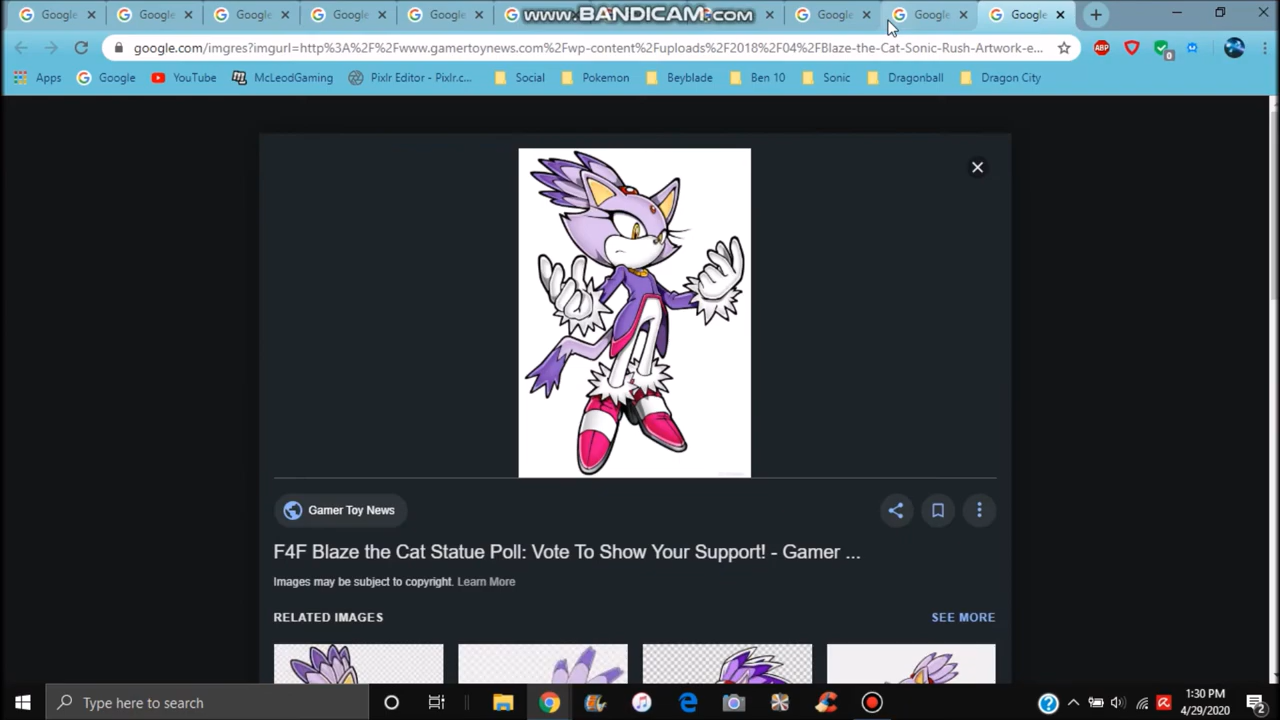 Google
Google
Google
Google
Google
WWW.BANDICAM.COM
Google
Google
Google
google.com/imgres?imgurl=http%3A%2F%2Fwww.gamertoynews.com%2Fwp-content%2Fuploads%2F2018%2F04%2FBlaze-the-Cat-Sonic-Rush-Artwork-e...
ABP
0
Apps
Google
YouTube
McLeodGaming
Pixlr Editor - Pixlr.c...
Social
Pokemon
Beyblade
Ben 10
Sonic
Dragonball
Dragon City
Gamer Toy News
F4F Blaze the Cat Statue Poll: Vote To Show Your Support! - Gamer ...
Images may be subject to copyright. Learn More
RELATED IMAGES
SEE MORE
Type here to search
1:30 PM
4/29/2020
2